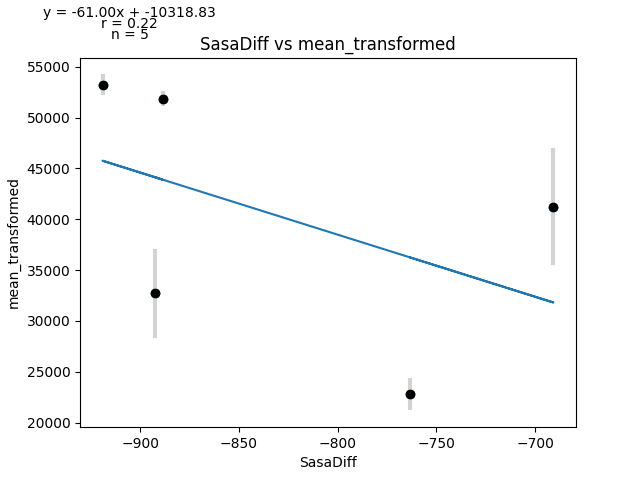 y = -61.00x + -10318.83
r = 0.22
n = 5
SasaDiff vs mean_transformed
55000
50000
45000
40000
35000
30000
25000
20000
mean_transformed
−900
−850
−800
−750
−700
SasaDiff